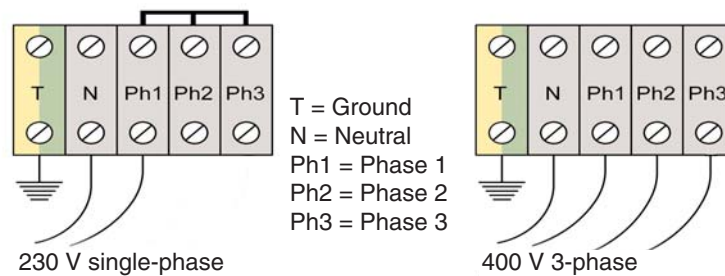 T N Ph1 Ph2 Ph3
T = Ground
N = Neutral
Ph1 = Phase 1
Ph2 = Phase 2
Ph3 = Phase 3
230 V single-phase
T N Ph1 Ph2 Ph3
400 V 3-phase